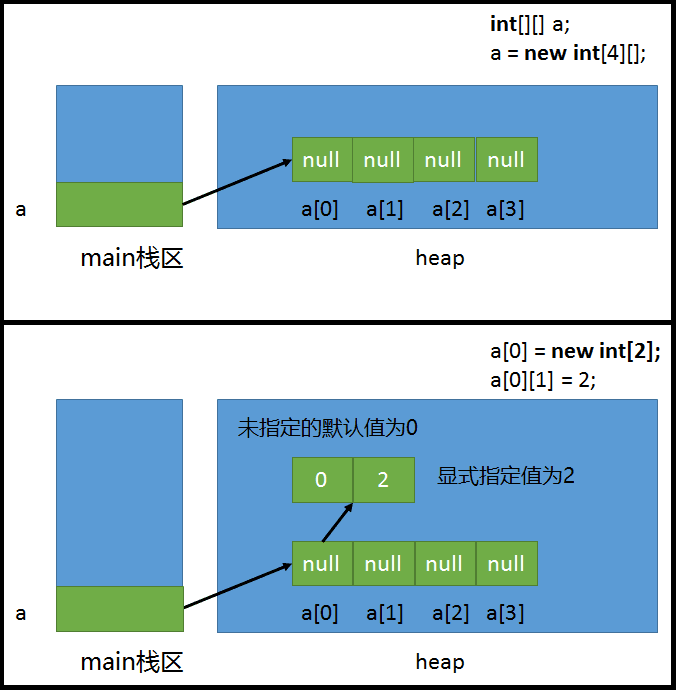 int[][] a;
a = new int[4][];
null null null null
a[0] a[1] a[2] a[3]
a
main栈区
heap
a[0] = new int[2];
a[0][1] = 2;
未指定的默认值为0
0 2
显式指定值为2
null null null null
a[0] a[1] a[2] a[3]
a
main栈区
heap